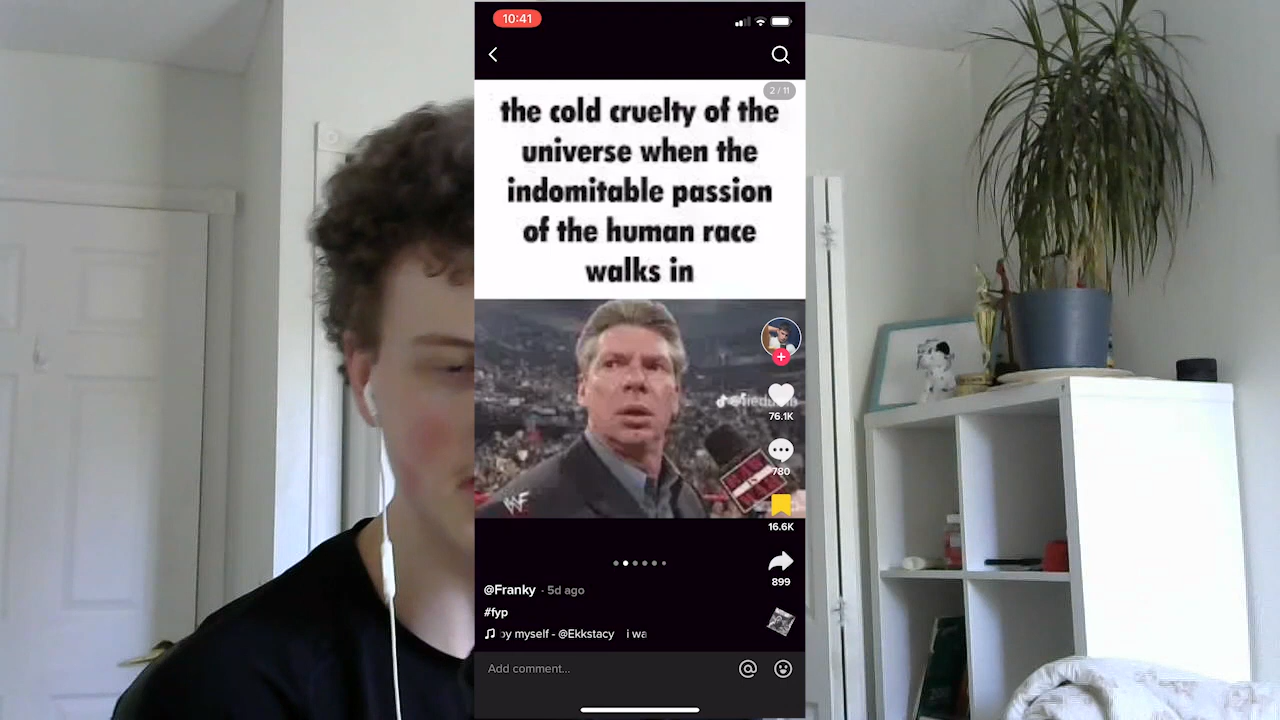 10:41
2 / 11
the cold cruelty of the
universe when the
indomitable passion
of the human race
walks in
76.1K
780
16.6K
899
@Franky · 5d ago
#fyp
by myself - @Ekkstacy i wa
Add comment...